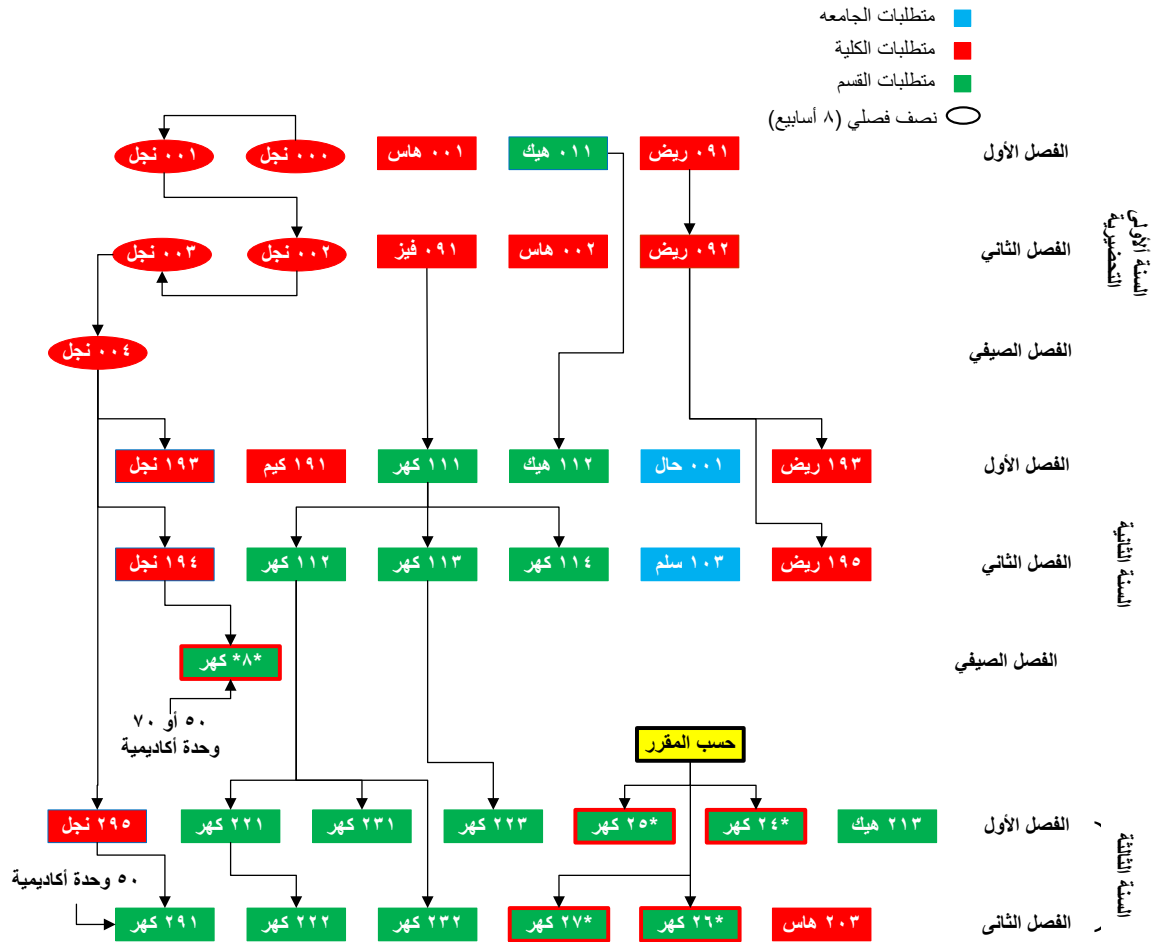 متطلبات الجامعه
متطلبات الكلية
متطلبات القسم
نصف فصلي (٨ أسابيع)
السنة الأولى
التحضيرية
الفصل الأول
٠٩١ ريض
٠١١ هيك
٠٠١ هاس
٠٠٠ نجل
٠٠١ نجل
الفصل الثاني
٠٩٢ ريض
٠٠٢ هاس
٠٩١ فيز
٠٠٢ نجل
٠٠٣ نجل
الفصل الصيفي
٠٠٤ نجل
السنة الثانية
الفصل الأول
١٩٣ ريض
٠٠١ حال
١١٢ هيك
١١١ كهر
١٩١ كيم
١٩٣ نجل
الفصل الثاني
١٩٥ ريض
١٠٣ سلم
١١٤ كهر
١١٣ كهر
١١٢ كهر
١٩٤ نجل
الفصل الصيفي
*٨* كهر
٥٠ أو ٧٠
وحدة أكاديمية
حسب المقرر
السنة الثالثة
الفصل الأول
٢١٣ هيك
*٢٤ كهر
*٢٥ كهر
٢٢٣ كهر
٢٣١ كهر
٢٢١ كهر
٢٩٥ نجل
٥٠ وحدة أكاديمية
الفصل الثاني
٢٠٣ هاس
*٢٦ كهر
*٢٧ كهر
٢٣٢ كهر
٢٢٢ كهر
٢٩١ كهر